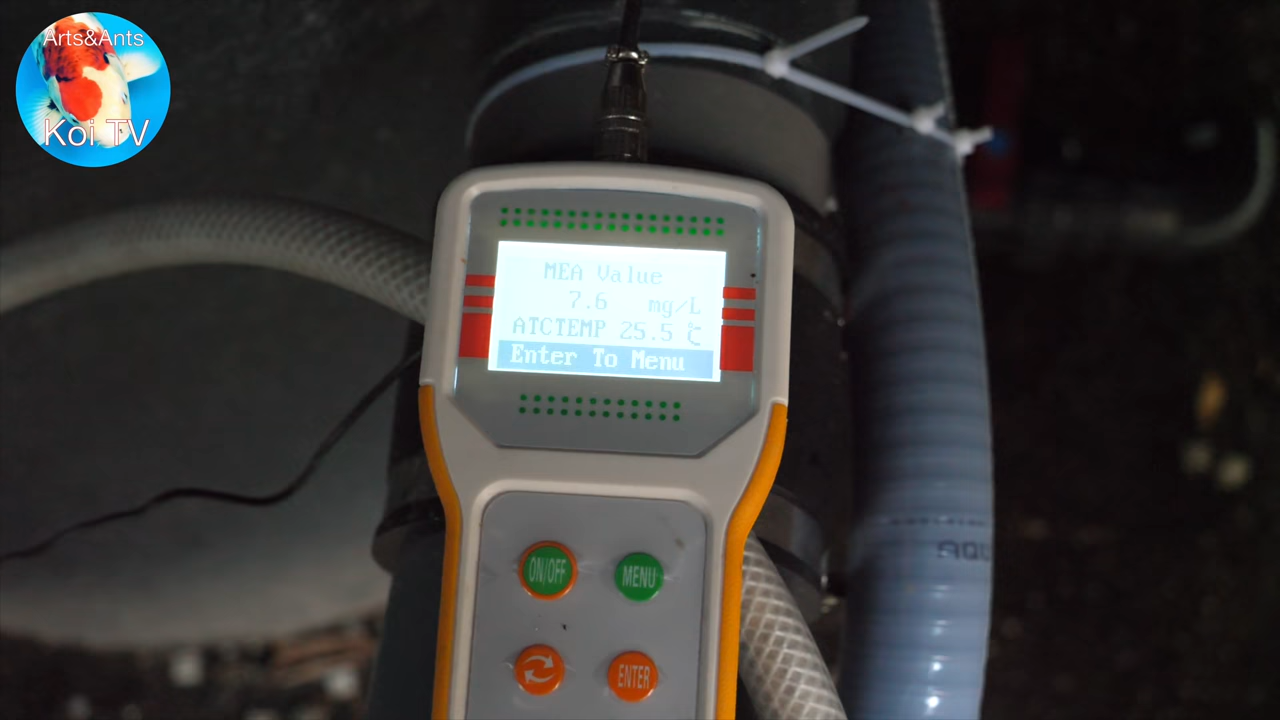 Arts&Ants
Koi TV
MEA Value
7.6 mg/L
ATCTEMP 25.5 ℃
Enter To Menu
ON/OFF
MENU
ENTER